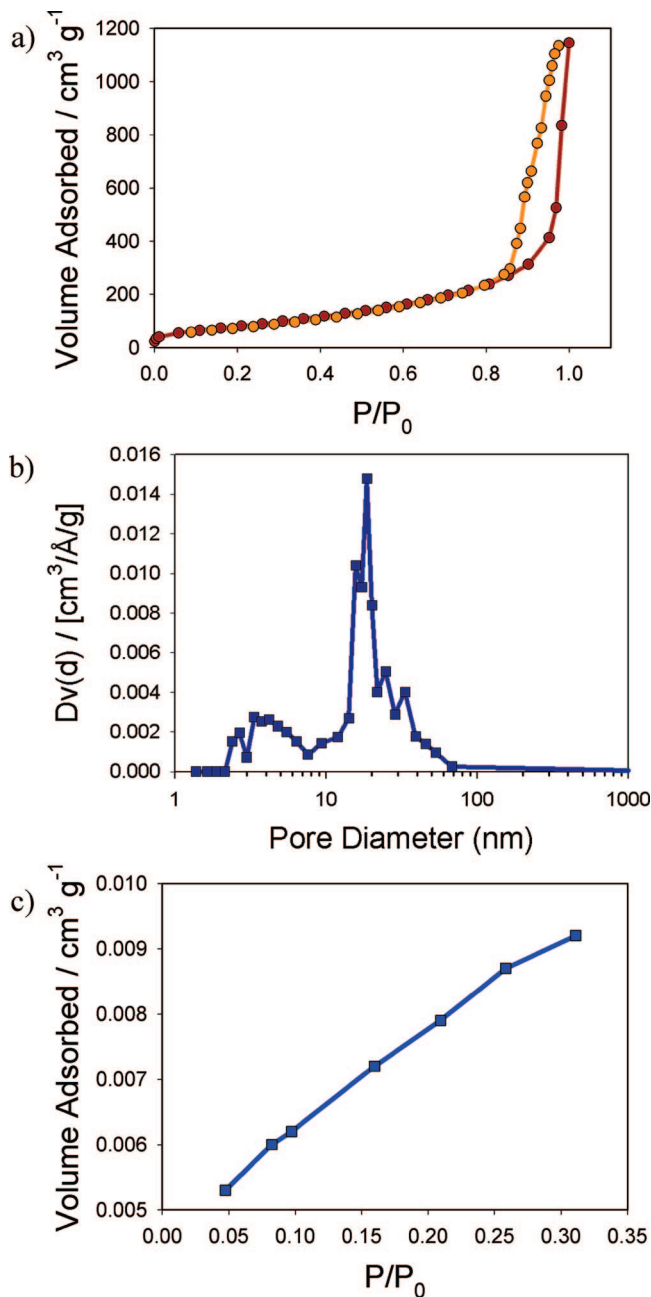 a)
Volume Adsorbed / cm³ g⁻¹
1200
1000
800
600
400
200
0
0.0 0.2 0.4 0.6 0.8 1.0
P/P₀
b)
Dv(d) / [cm³/Å/g]
0.016
0.014
0.012
0.010
0.008
0.006
0.004
0.002
0.000
1 10 100 1000
Pore Diameter (nm)
c)
Volume Adsorbed / cm³ g⁻¹
0.010
0.009
0.008
0.007
0.006
0.005
0.00 0.05 0.10 0.15 0.20 0.25 0.30 0.35
P/P₀